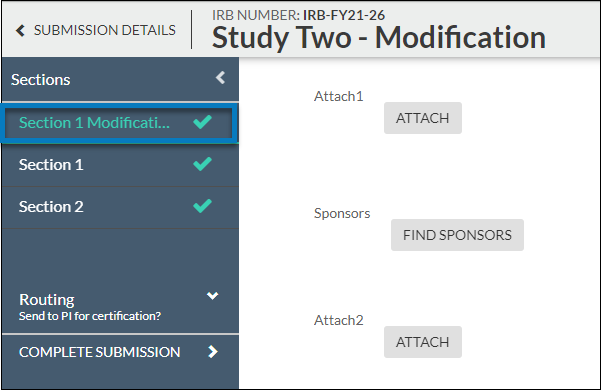 SUBMISSION DETAILS
IRB NUMBER: IRB-FY21-26
Study Two - Modification
Sections
Section 1 Modificati...
Section 1
Section 2
Routing
Send to PI for certification?
COMPLETE SUBMISSION
Attach1
ATTACH
Sponsors
FIND SPONSORS
Attach2
ATTACH